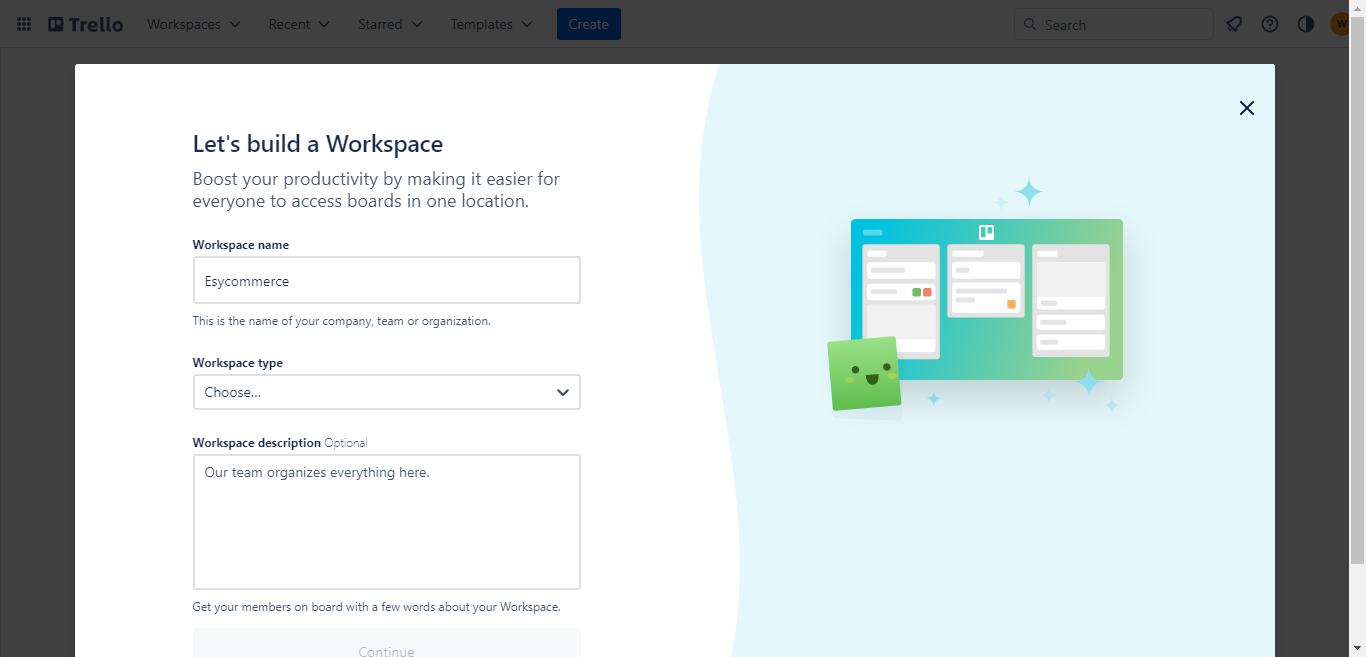 Trello
Workspaces
Recent
Starred
Templates
Create
Search
W
Let's build a Workspace
Boost your productivity by making it easier for
everyone to access boards in one location.
Workspace name
Esycommerce
This is the name of your company, team or organization.
Workspace type
Choose...
Workspace description Optional
Our team organizes everything here.
Get your members on board with a few words about your Workspace.
Continue